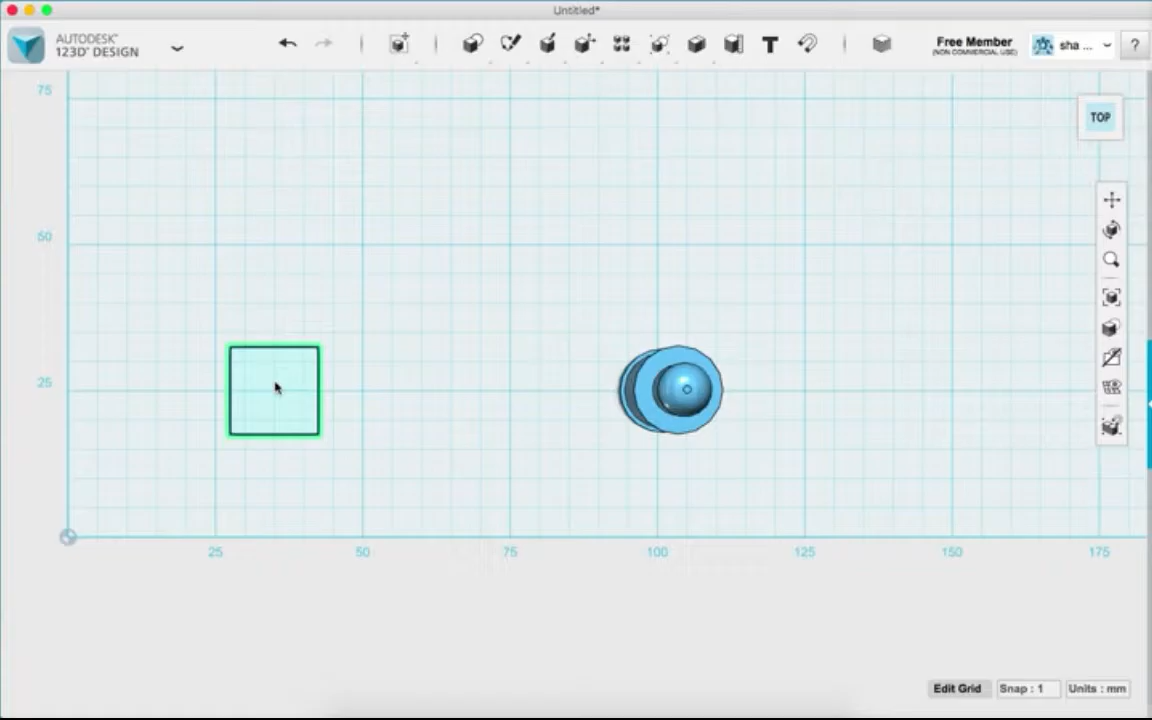 Untitled*
AUTODESK®
123D® DESIGN
Free Member
(NON COMMERCIAL USE)
sha ...
?
TOP
75
50
25
25
50
75
100
125
150
175
Edit Grid
Snap : 1
Units : mm